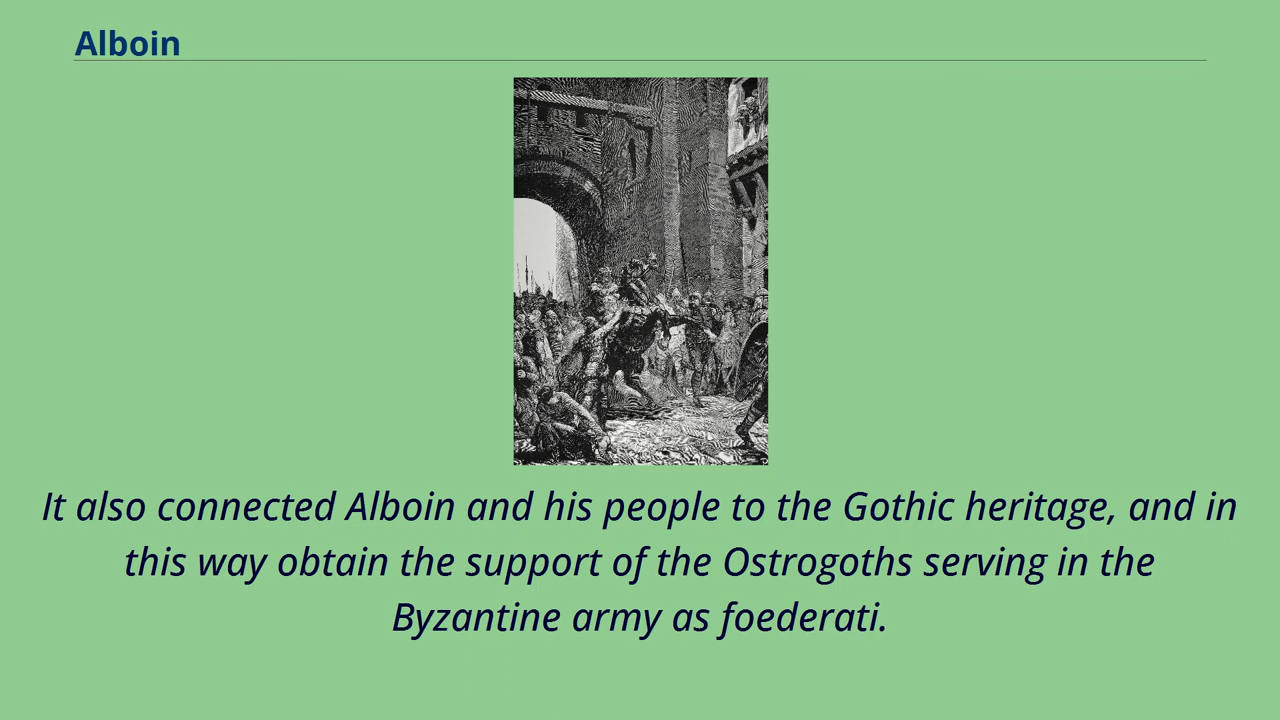 Alboin
It also connected Alboin and his people to the Gothic heritage, and in
this way obtain the support of the Ostrogoths serving in the
Byzantine army as foederati.